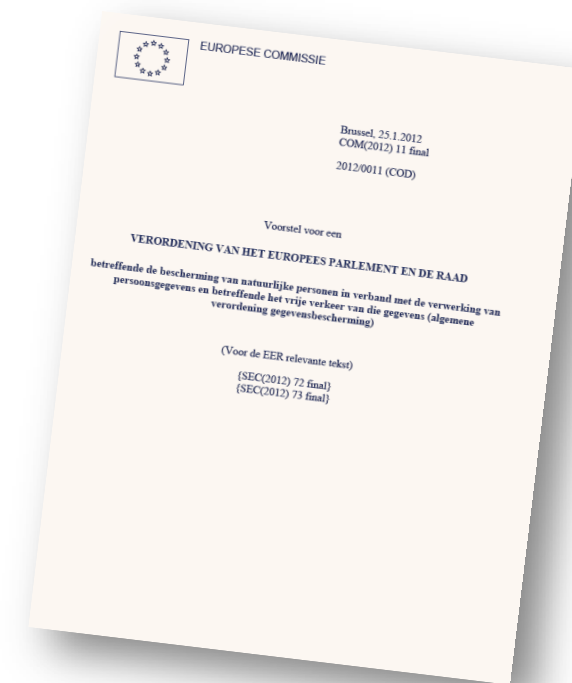 EUROPESE COMMISSIE
Brussel, 25.1.2012
COM(2012) 11 final
2012/0011 (COD)
Voorstel voor een
VERORDENING VAN HET EUROPEES PARLEMENT EN DE RAAD
betreffende de bescherming van natuurlijke personen in verband met de verwerking van
persoonsgegevens en betreffende het vrije verkeer van die gegevens (algemene
verordening gegevensbescherming)
(Voor de EER relevante tekst)
{SEC(2012) 72 final}
{SEC(2012) 73 final}